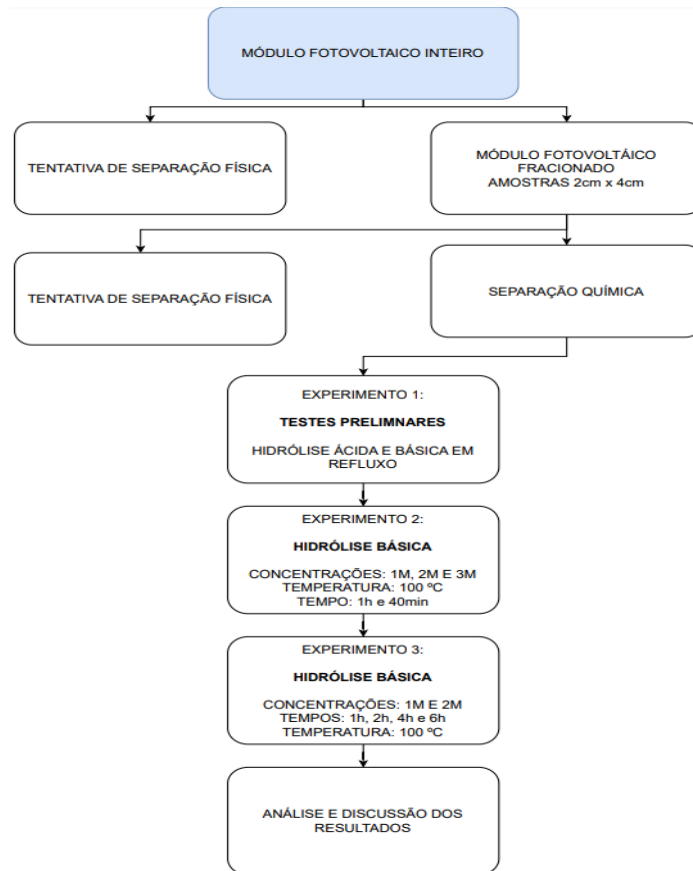 MÓDULO FOTOVOLTAICO INTEIRO
TENTATIVA DE SEPARAÇÃO FÍSICA
MÓDULO FOTOVOLTÁICO
FRACIONADO
AMOSTRAS 2cm x 4cm
TENTATIVA DE SEPARAÇÃO FÍSICA
SEPARAÇÃO QUÍMICA
EXPERIMENTO 1:
TESTES PRELIMNARES
HIDRÓLISE ÁCIDA E BÁSICA EM
REFLUXO
EXPERIMENTO 2:
HIDRÓLISE BÁSICA
CONCENTRAÇÕES: 1M, 2M E 3M
TEMPERATURA: 100 ºC
TEMPO: 1h e 40min
EXPERIMENTO 3:
HIDRÓLISE BÁSICA
CONCENTRAÇÕES: 1M E 2M
TEMPOS: 1h, 2h, 4h e 6h
TEMPERATURA: 100 ºC
ANÁLISE E DISCUSSÃO DOS
RESULTADOS